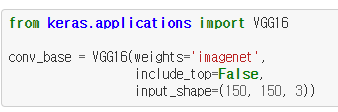 from keras.applications import VGG16
conv_base = VGG16(weights='imagenet',
include_top=False,
input_shape=(150, 150, 3))